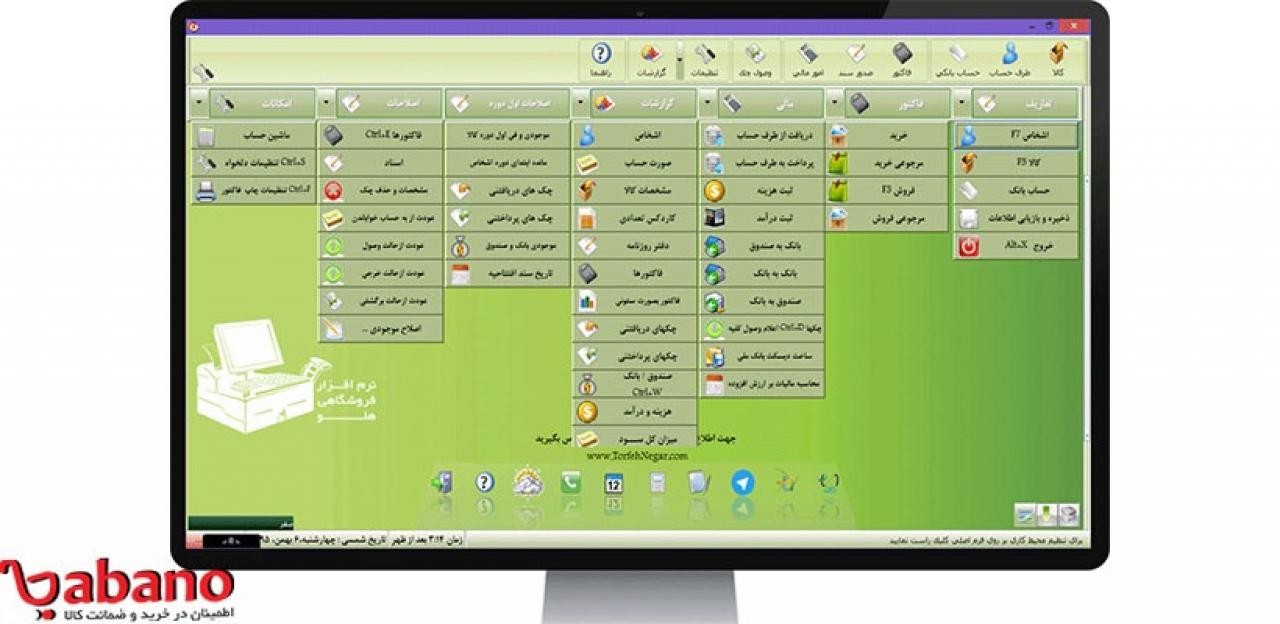 کالا
طرف حساب
حساب بانکی
فاکتور
صدور سند
امور مالی
وصول چک
تنظیمات
گزارشات
راهنما
تعاریف
اشخاص F7
کالا F5
حساب بانک
ذخیره و بازیابی اطلاعات
خروج Alt+X
فاکتور
خرید
مرجوعی خرید
فروش F3
مرجوعی فروش
مالی
دریافت از طرف حساب
پرداخت به طرف حساب
ثبت هزینه
ثبت درآمد
بانک به صندوق
بانک به بانک
صندوق به بانک
اعلام وصول کلیه چکها Ctrl+D
ساخت دیسکت بانک ملی
محاسبه مالیات بر ارزش افزوده
گزارشات
اشخاص
صورت حساب
مشخصات کالا
کاردکس تعدادی
دفتر روزنامه
فاکتورها
فاکتور بصورت ستونی
چکهای دریافتنی
چکهای پرداختنی
صندوق / بانک
Ctrl+W
هزینه و درآمد
میزان کل ســـود
اصلاحات اول دوره
موجودی و فی اول دوره کالا
مانده ابتدای دوره اشخاص
چک های دریافتنی
چک های پرداختنی
موجودی بانک و صندوق
تاریخ سند افتتاحیه
اصلاحات
فاکتورها Ctrl+E
اسناد
مشخصات و حذف چک
عودت از به حساب خواباندن
عودت از حالت وصول
عودت از حالت خرجی
عودت از حالت برگشتی
اصلاح موجودی ...
امکانات
ماشین حساب
تنظیمات دلخواه Ctrl+S
تنظیمات چاپ فاکتور Ctrl+F
نرم افـزار
فروشگاهی
هلــــو
جهت اطلا
س بگیرید
www.TorfehNegar.com
12
صفر
برای تنظیم محیط کاری بر روی فرم اصلی کلیک راست نمایید
زمان ۳:۱۴ بعد از ظهر
تاریخ شمسی : چهارشنبه،۶ بهمن، ۹۵
babano
اطمینان در خرید و ضمانت کالا